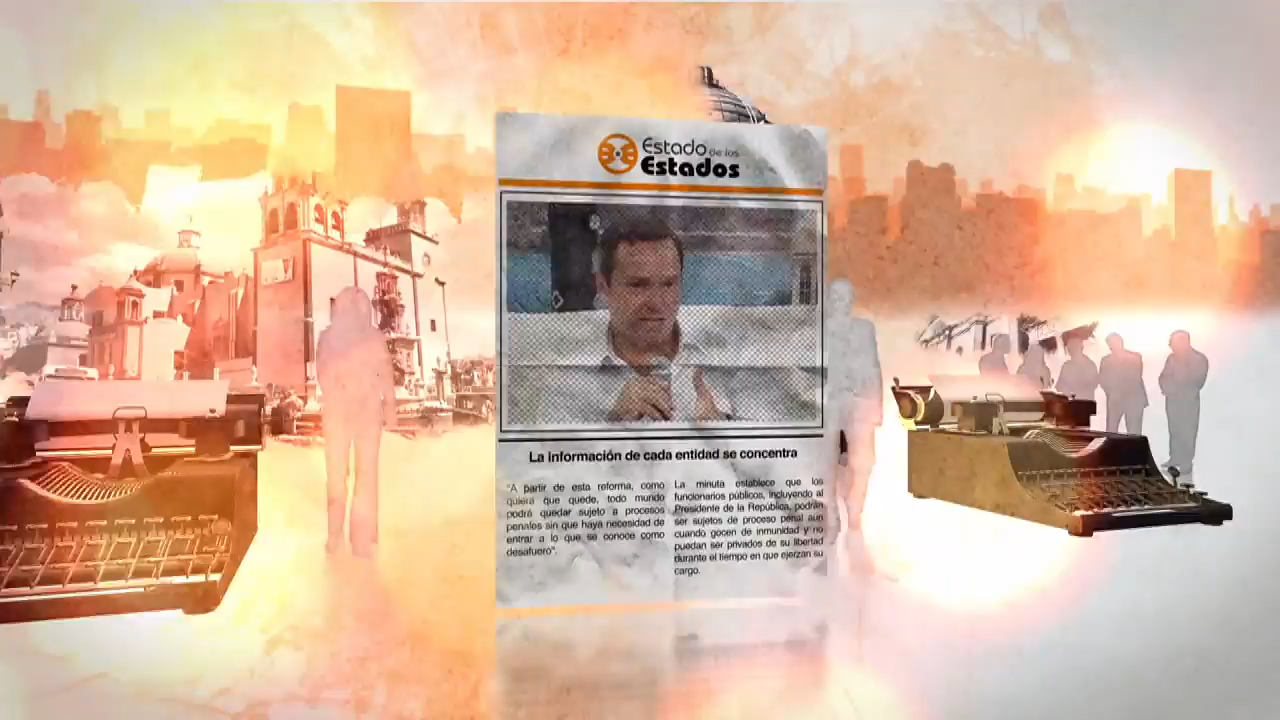 Estado de los
Estados
La Información de cada entidad se concentra
"A partir de esta reforma, como
quiera que quede, todo mundo
podrá quedar sujeto a procesos
penales sin que haya necesidad de
entrar a lo que se conoce como
desafuero".
La minuta establece que los
funcionarios públicos, incluyendo al
Presidente de la República, podrán
ser sujetos de proceso penal aun
cuando gocen de inmunidad y no
puedan ser privados de su libertad
durante el tiempo en que ejerzan su
cargo.